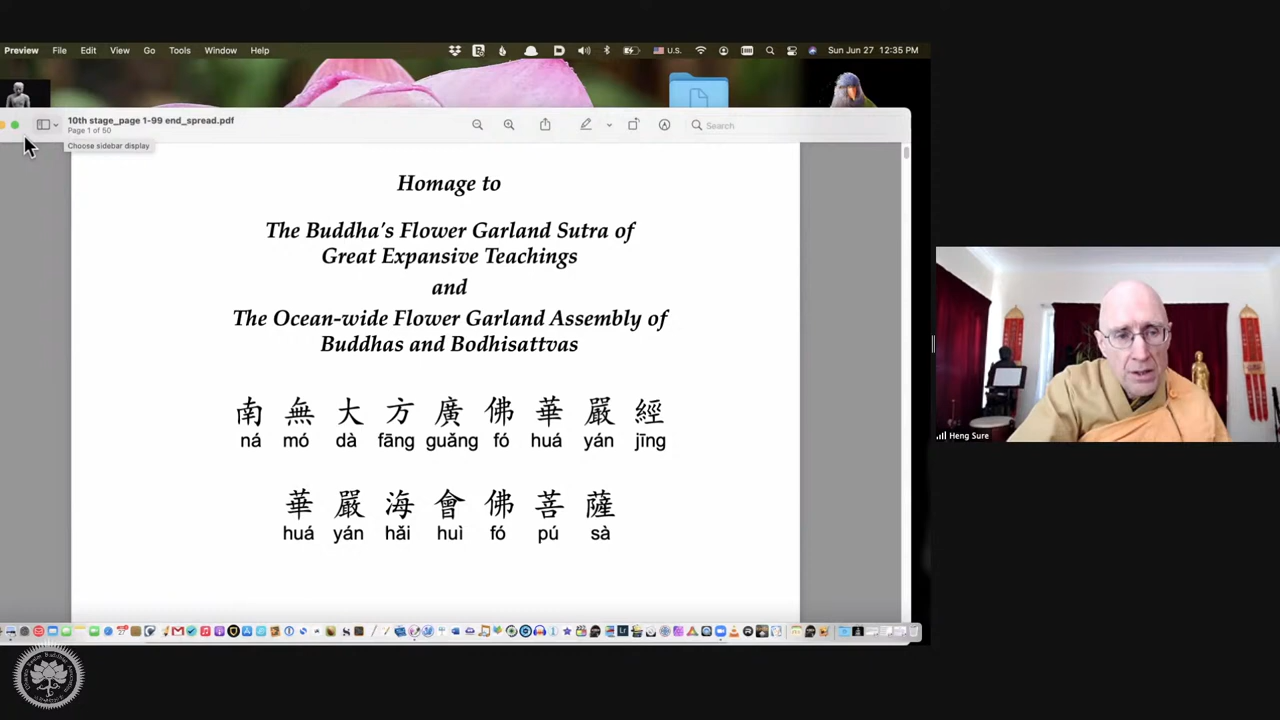 Preview File Edit View Go Tools Window Help
U.S.
Sun Jun 27 12:35 PM
10th stage_page 1-99 end_spread.pdf
Page 1 of 50
Search
Choose sidebar display
Homage to
The Buddha's Flower Garland Sutra of
Great Expansive Teachings
and
The Ocean-wide Flower Garland Assembly of
Buddhas and Bodhisattvas
南無大方廣佛華嚴經
ná mó dà fāng guǎng fó huá yán jīng
華嚴海會佛菩薩
huá yán hǎi huì fó pú sà
Heng Sure